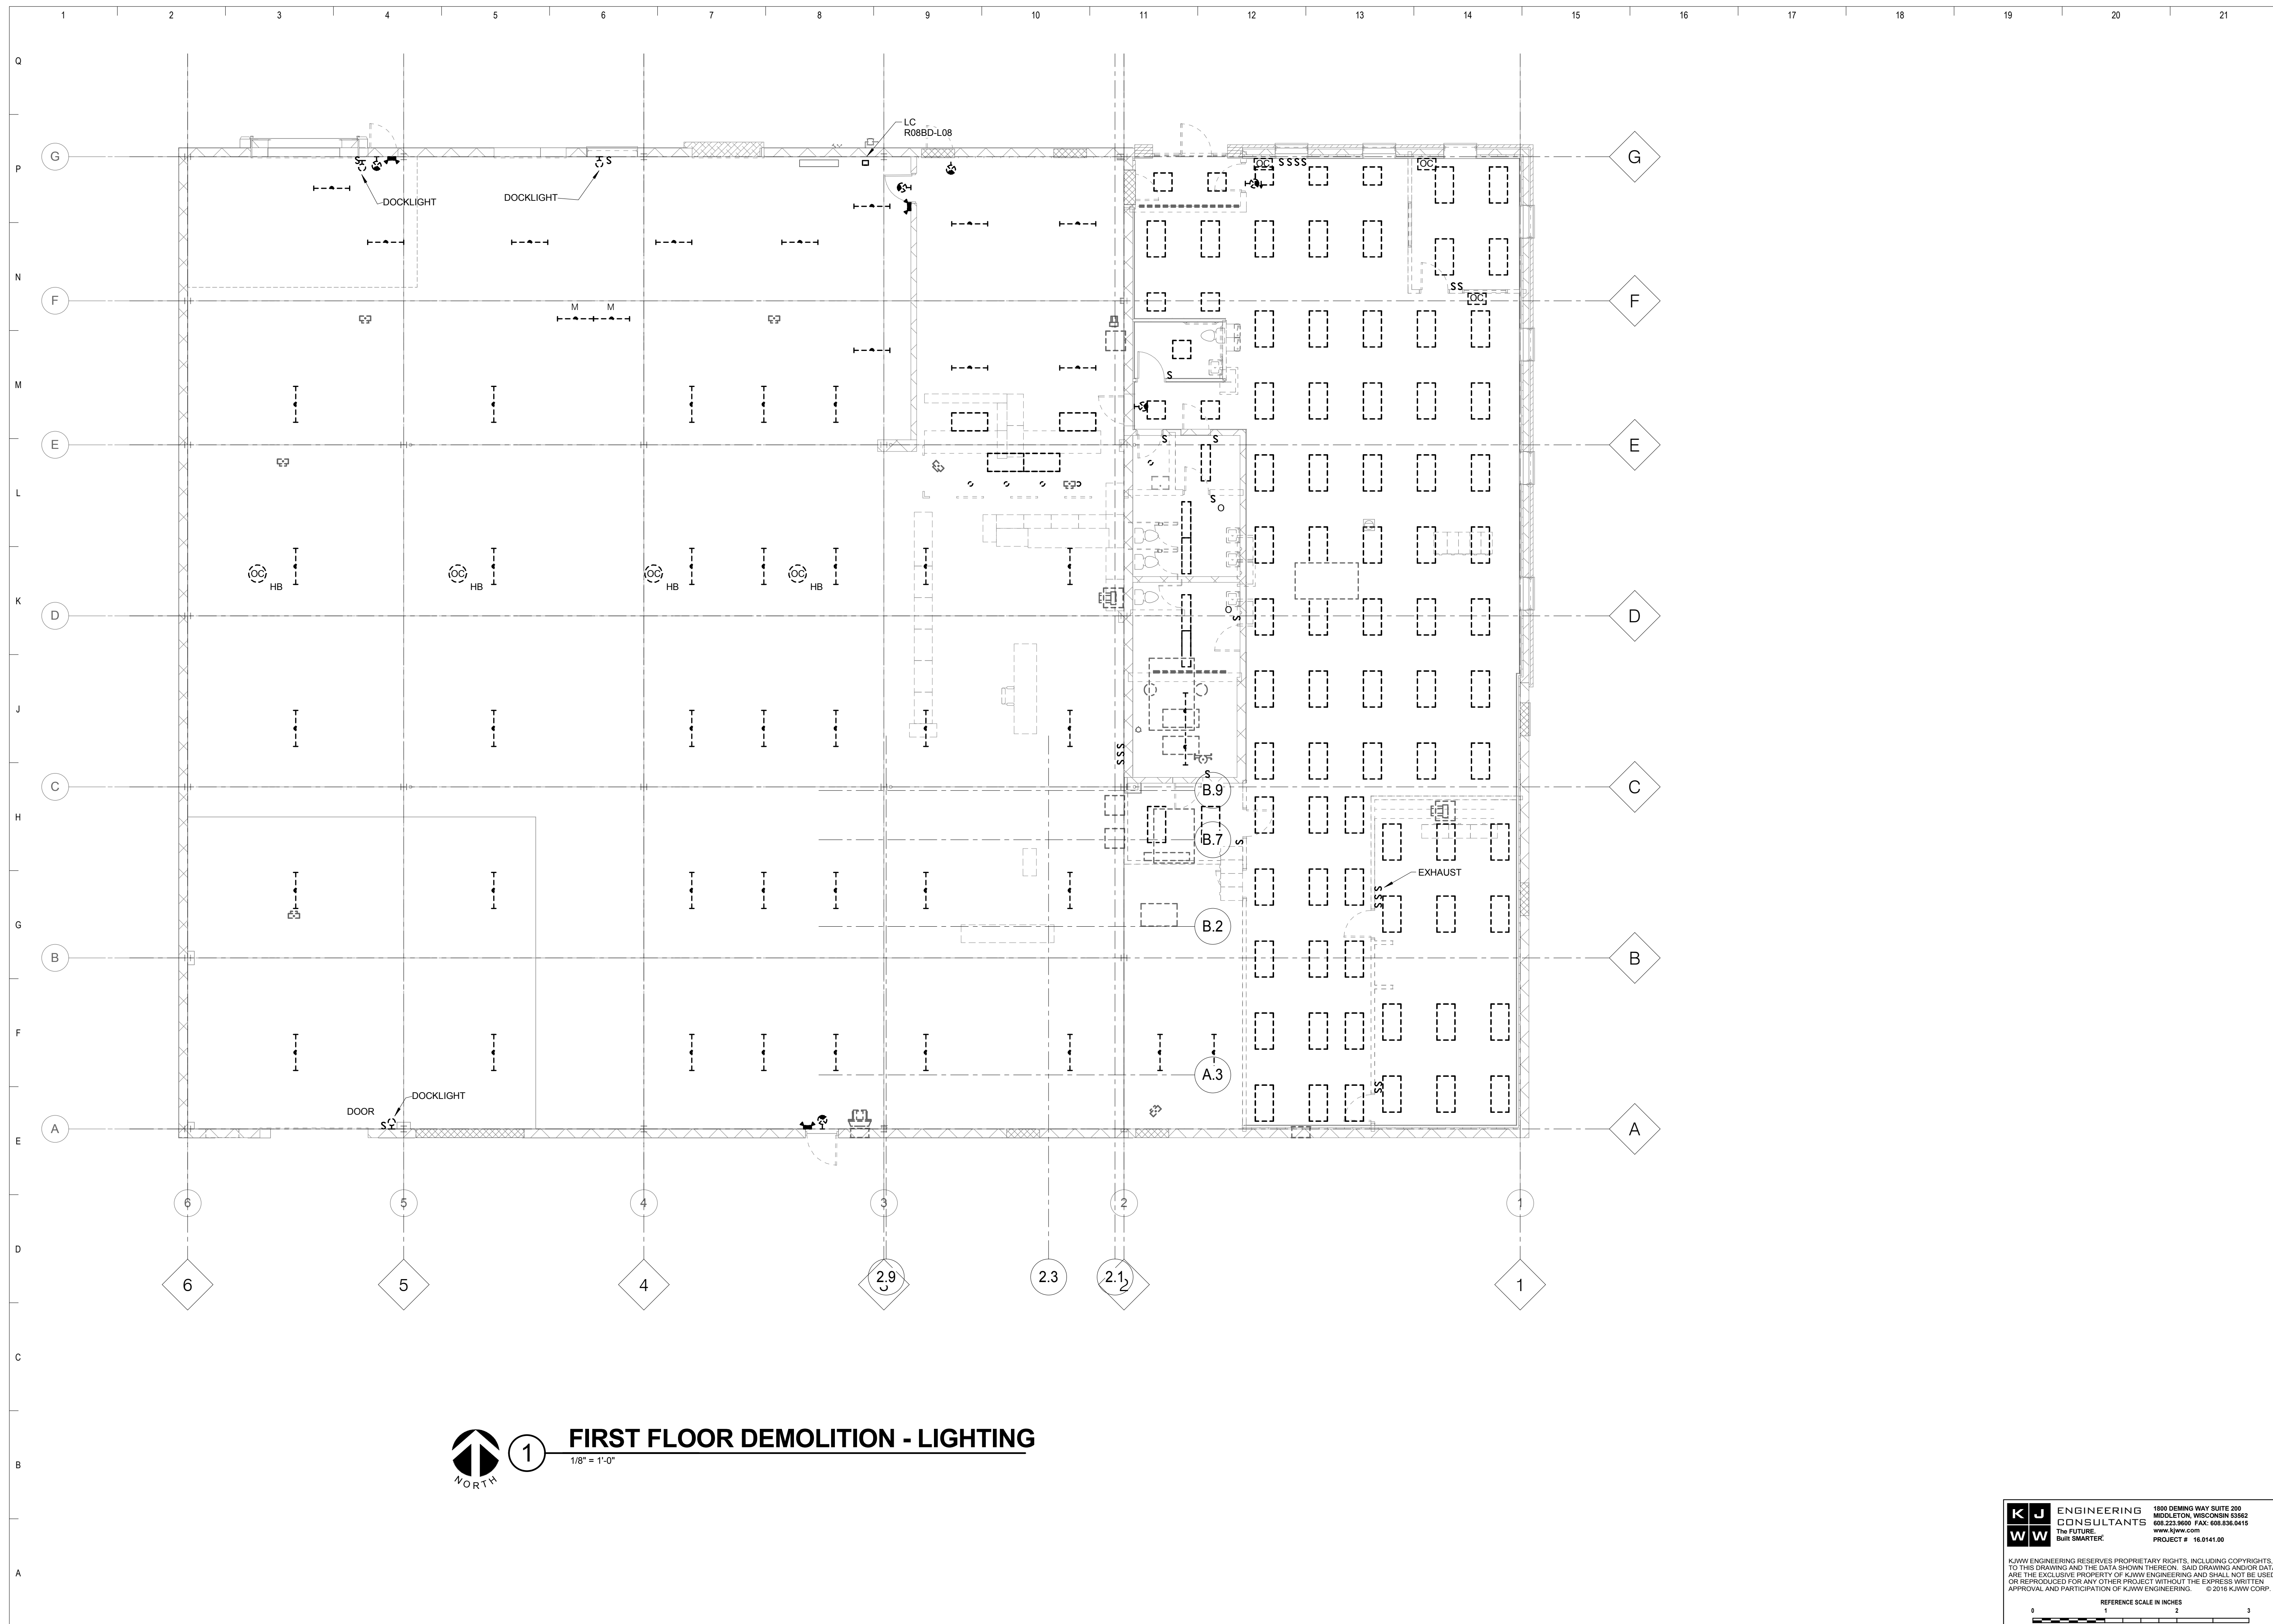 1 2 3 4 5 6 7 8 9 10 11 12 13 14 15 16 17 18 19 20 21
Q
P
N
M
L
K
J
H
G
F
E
D
C
B
A
LC
R08BD-L08
G
G
S
S
OC
S S S S
OC
DOCKLIGHT
DOCKLIGHT
S S
OC
F
F
M
M
S
E
E
S
S
S
O
OC
HB
OC
HB
OC
HB
OC
HB
O
S
D
D
S S S
S
C
C
B.9
B.7
S
EXHAUST
S S S
B.2
B
B
A.3
S S
DOOR
DOCKLIGHT
S
A
A
6
5
4
3
2
1
6
5
4
3
2.9
2.3
2.1
2
1
NORTH
1
FIRST FLOOR DEMOLITION - LIGHTING
1/8" = 1'-0"
K J
W W
ENGINEERING
CONSULTANTS
The FUTURE.
Built SMARTER.
1800 DEMING WAY SUITE 200
MIDDLETON, WISCONSIN 53562
608.223.9600 FAX: 608.836.0415
www.kjww.com
PROJECT # 16.0141.00
KJWW ENGINEERING RESERVES PROPRIETARY RIGHTS, INCLUDING COPYRIGHTS,
TO THIS DRAWING AND THE DATA SHOWN THEREON. SAID DRAWING AND/OR DATA
ARE THE EXCLUSIVE PROPERTY OF KJWW ENGINEERING AND SHALL NOT BE USED
OR REPRODUCED FOR ANY OTHER PROJECT WITHOUT THE EXPRESS WRITTEN
APPROVAL AND PARTICIPATION OF KJWW ENGINEERING. © 2016 KJWW CORP.
REFERENCE SCALE IN INCHES
0 1 2 3